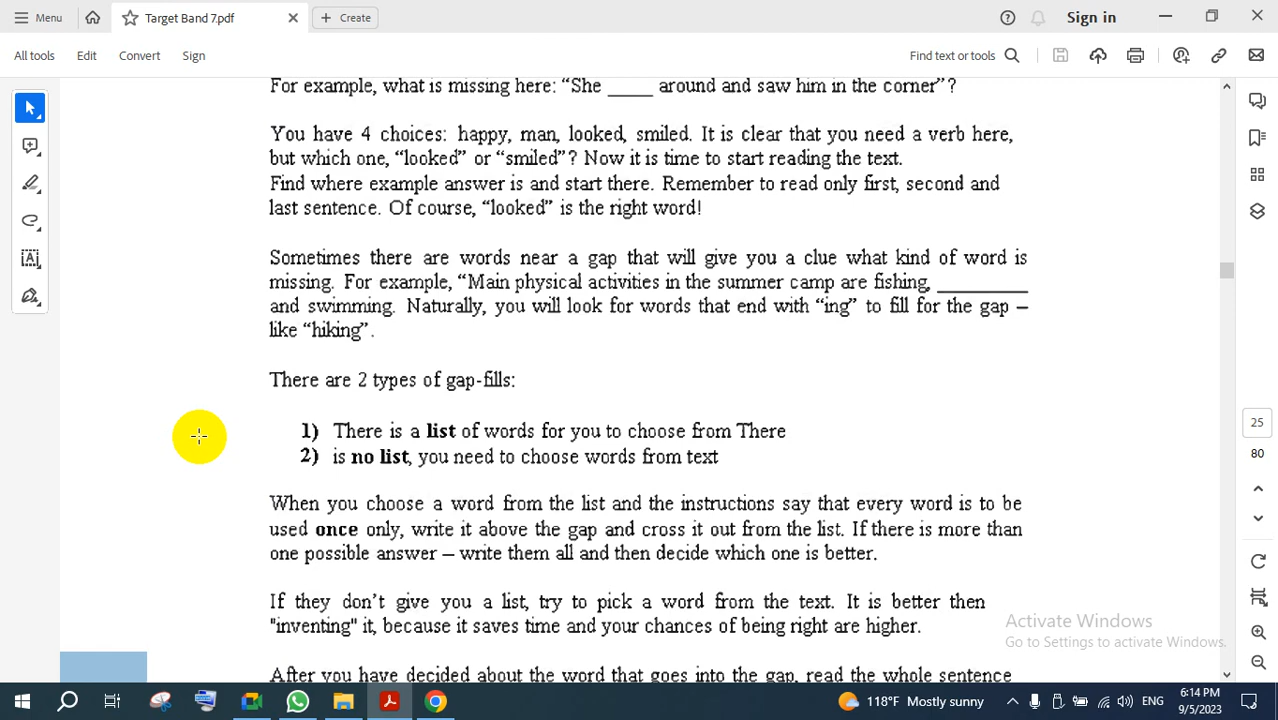 Menu
Target Band 7.pdf
Create
Sign in
All tools
Edit
Convert
Sign
Find text or tools
For example, what is missing here: “She _____ around and saw him in the corner”?
You have 4 choices: happy, man, looked, smiled. It is clear that you need a verb here,
but which one, “looked” or “smiled”? Now it is time to start reading the text.
Find where example answer is and start there. Remember to read only first, second and
last sentence. Of course, “looked” is the right word!
Sometimes there are words near a gap that will give you a clue what kind of word is
missing. For example, “Main physical activities in the summer camp are fishing, __________
and swimming. Naturally, you will look for words that end with “ing” to fill for the gap –
like “hiking”.
There are 2 types of gap-fills:
1) There is a list of words for you to choose from There
2) is no list, you need to choose words from text
When you choose a word from the list and the instructions say that every word is to be
used once only, write it above the gap and cross it out from the list. If there is more than
one possible answer – write them all and then decide which one is better.
If they don’t give you a list, try to pick a word from the text. It is better then
"inventing" it, because it saves time and your chances of being right are higher.
After you have decided about the word that goes into the gap, read the whole sentence
25
80
Activate Windows
Go to Settings to activate Windows.
118°F Mostly sunny
ENG
6:14 PM
9/5/2023